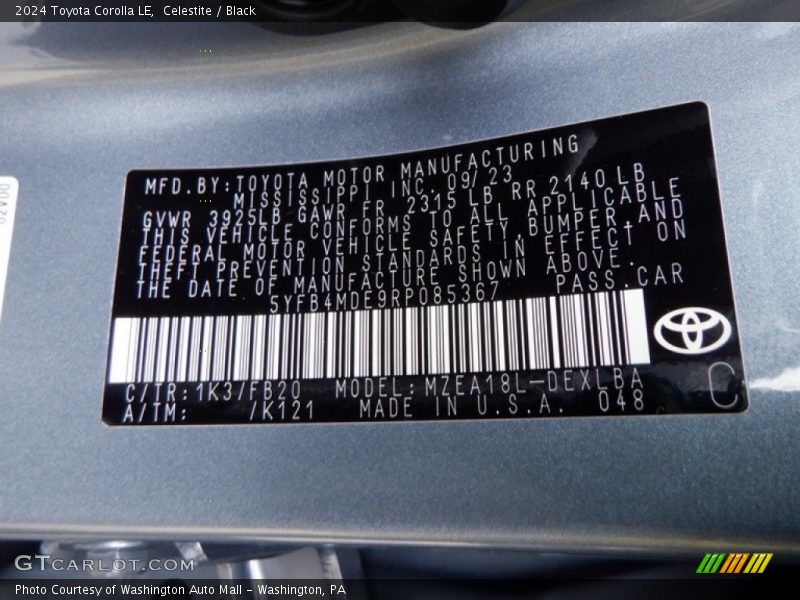 2024 Toyota Corolla LE, Celestite / Black
MFD.BY:TOYOTA MOTOR MANUFACTURING
MISSISSIPPI INC. 09/23
GVWR 3925LB GAWR FR 2315 LB RR 2140LB
THIS VEHICLE CONFORMS TO ALL APPLICABLE
FEDERAL MOTOR VEHICLE SAFETY BUMPER, AND
THEFT PREVENTION STANDARDS IN EFFECT ON
THE DATE OF MANUFACTURE SHOWN ABOVE.
5YFB4MDE9RP085367 PASS.CAR
C/TR:1K3/FB20 MODEL:MZEA18L-DEXLBA
A/TM: /K121 MADE IN U.S.A. 048
C
GTCARLOT.COM
Photo Courtesy of Washington Auto Mall - Washington, PA